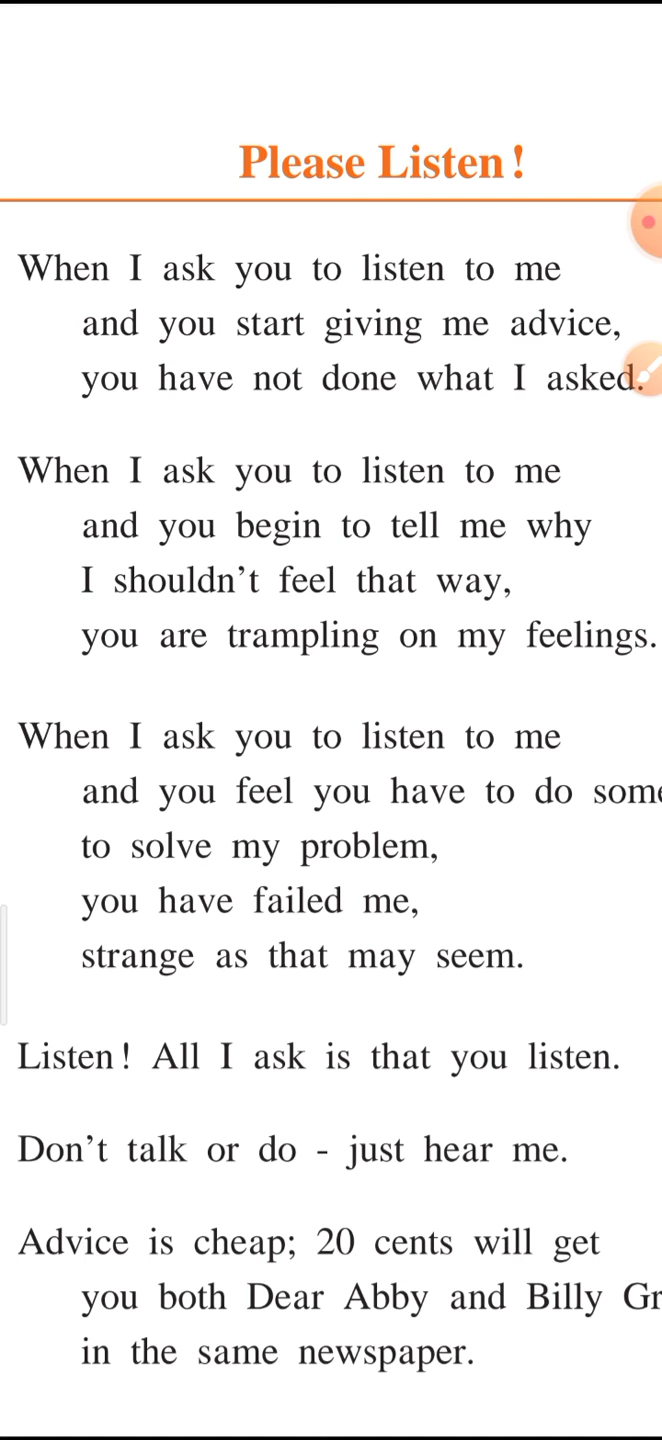 Please Listen!
When I ask you to listen to me
and you start giving me advice,
you have not done what I asked.
When I ask you to listen to me
and you begin to tell me why
I shouldn't feel that way,
you are trampling on my feelings.
When I ask you to listen to me
and you feel you have to do
to solve my problem,
you have failed me,
strange as that may seem.
Listen! All I ask is that you listen.
Don't talk or do - just hear me.
Advice is cheap; 20 cents will get
you both Dear Abby and Billy
in the same newspaper.